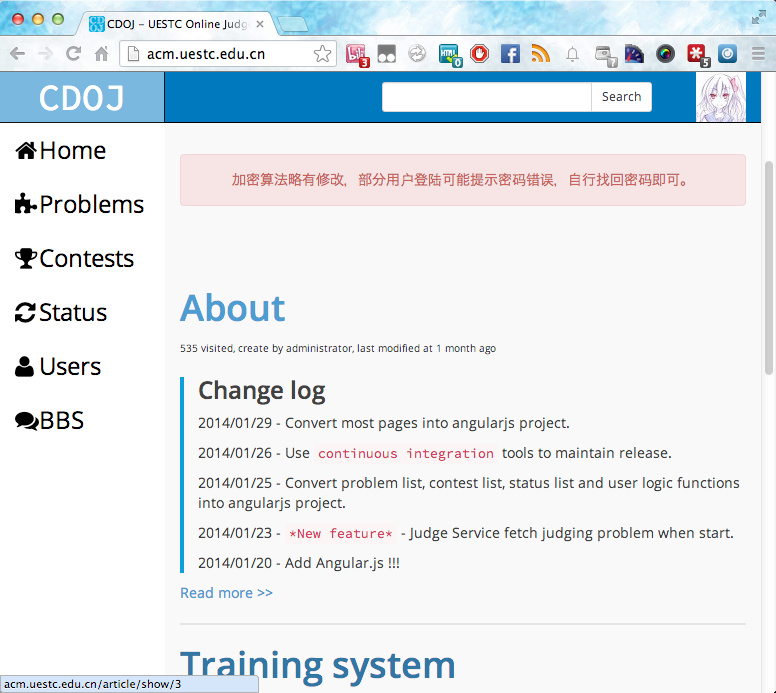 CDOJ – UESTC Online Judg
acm.uestc.edu.cn
3
0
?
5
CDOJ
Search
Home
Problems
Contests
Status
Users
BBS
加密算法略有修改，部分用户登陆可能提示密码错误，自行找回密码即可。
About
535 visited, create by administrator, last modified at 1 month ago
Change log
2014/01/29 - Convert most pages into angularjs project.
2014/01/26 - Use continuous integration tools to maintain release.
2014/01/25 - Convert problem list, contest list, status list and user logic functions
into angularjs project.
2014/01/23 - *New feature* - Judge Service fetch judging problem when start.
2014/01/20 - Add Angular.js !!!
Read more >>
Training system
acm.uestc.edu.cn/article/show/3